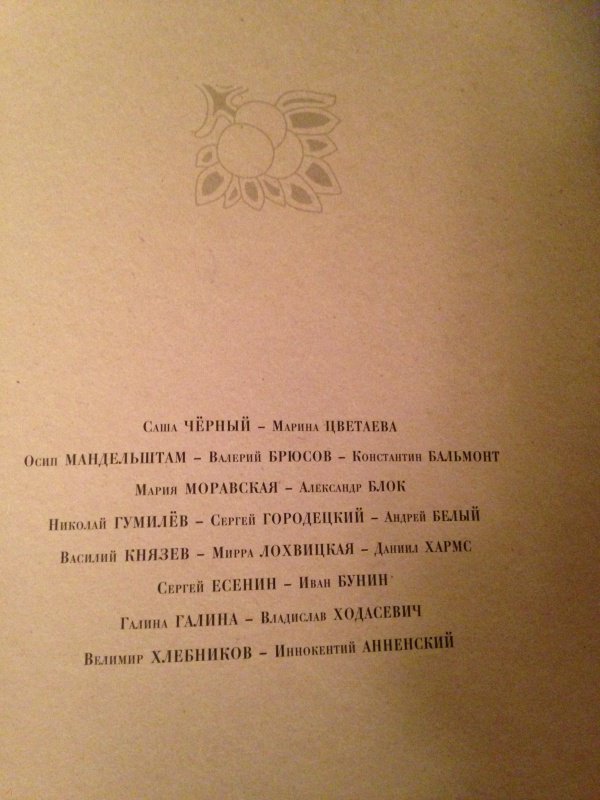 Саша ЧЁРНЫЙ – Марина ЦВЕТАЕВА
Осип МАНДЕЛЬШТАМ – Валерий БРЮСОВ – Константин БАЛЬМОНТ
Мария МОРАВСКАЯ – Александр БЛОК
Николай ГУМИЛЁВ – Сергей ГОРОДЕЦКИЙ – Андрей БЕЛЫЙ
Василий КНЯЗЕВ – Мирра ЛОХВИЦКАЯ – Даниил ХАРМС
Сергей ЕСЕНИН – Иван БУНИН
Галина ГАЛИНА – Владислав ХОДАСЕВИЧ
Велимир ХЛЕБНИКОВ – Иннокентий АННЕНСКИЙ